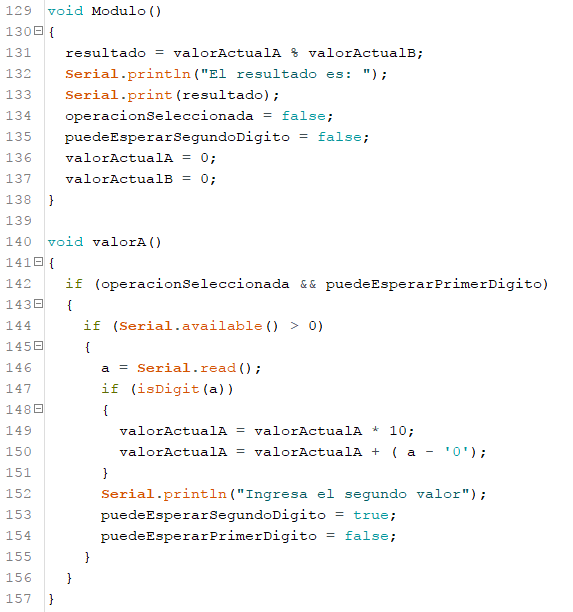 129 void Modulo()
130 {
131   resultado = valorActualA % valorActualB;
132   Serial.println("El resultado es: ");
133   Serial.print(resultado);
134   operacionSeleccionada = false;
135   puedeEsperarSegundoDigito = false;
136   valorActualA = 0;
137   valorActualB = 0;
138 }
139
140 void valorA()
141 {
142   if (operacionSeleccionada && puedeEsperarPrimerDigito)
143   {
144     if (Serial.available() > 0)
145     {
146       a = Serial.read();
147       if (isDigit(a))
148       {
149         valorActualA = valorActualA * 10;
150         valorActualA = valorActualA + ( a - '0');
151       }
152       Serial.println("Ingresa el segundo valor");
153       puedeEsperarSegundoDigito = true;
154       puedeEsperarPrimerDigito = false;
155     }
156   }
157 }